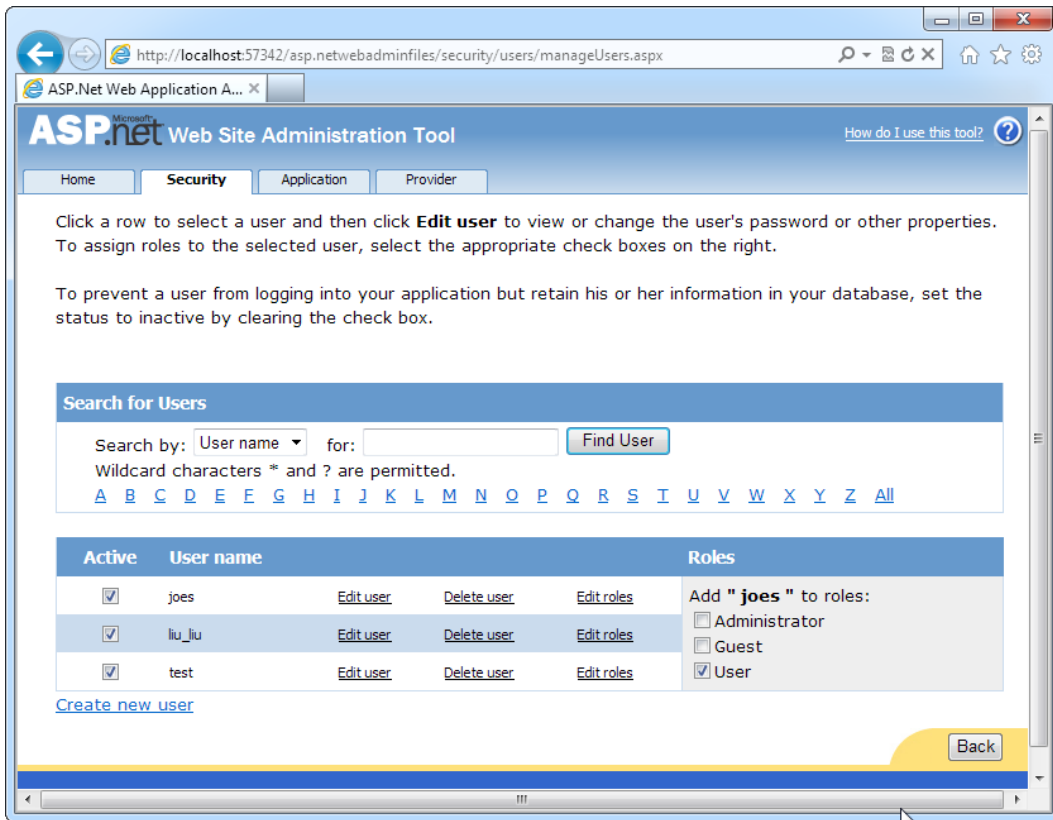 http://localhost:57342/asp.netwebadminfiles/security/users/manageUsers.aspx
ASP.Net Web Application A...
Microsoft
ASP.net Web Site Administration Tool
How do I use this tool?
Home Security Application Provider
Click a row to select a user and then click Edit user to view or change the user's password or other properties.
To assign roles to the selected user, select the appropriate check boxes on the right.
To prevent a user from logging into your application but retain his or her information in your database, set the
status to inactive by clearing the check box.
Search for Users
Search by: User name for: Find User
Wildcard characters * and ? are permitted.
A B C D E F G H I J K L M N O P Q R S T U V W X Y Z All
Active User name Roles
joes Edit user Delete user Edit roles Add " joes " to roles:
Administrator
liu_liu Edit user Delete user Edit roles
Guest
test Edit user Delete user Edit roles User
Create new user
Back